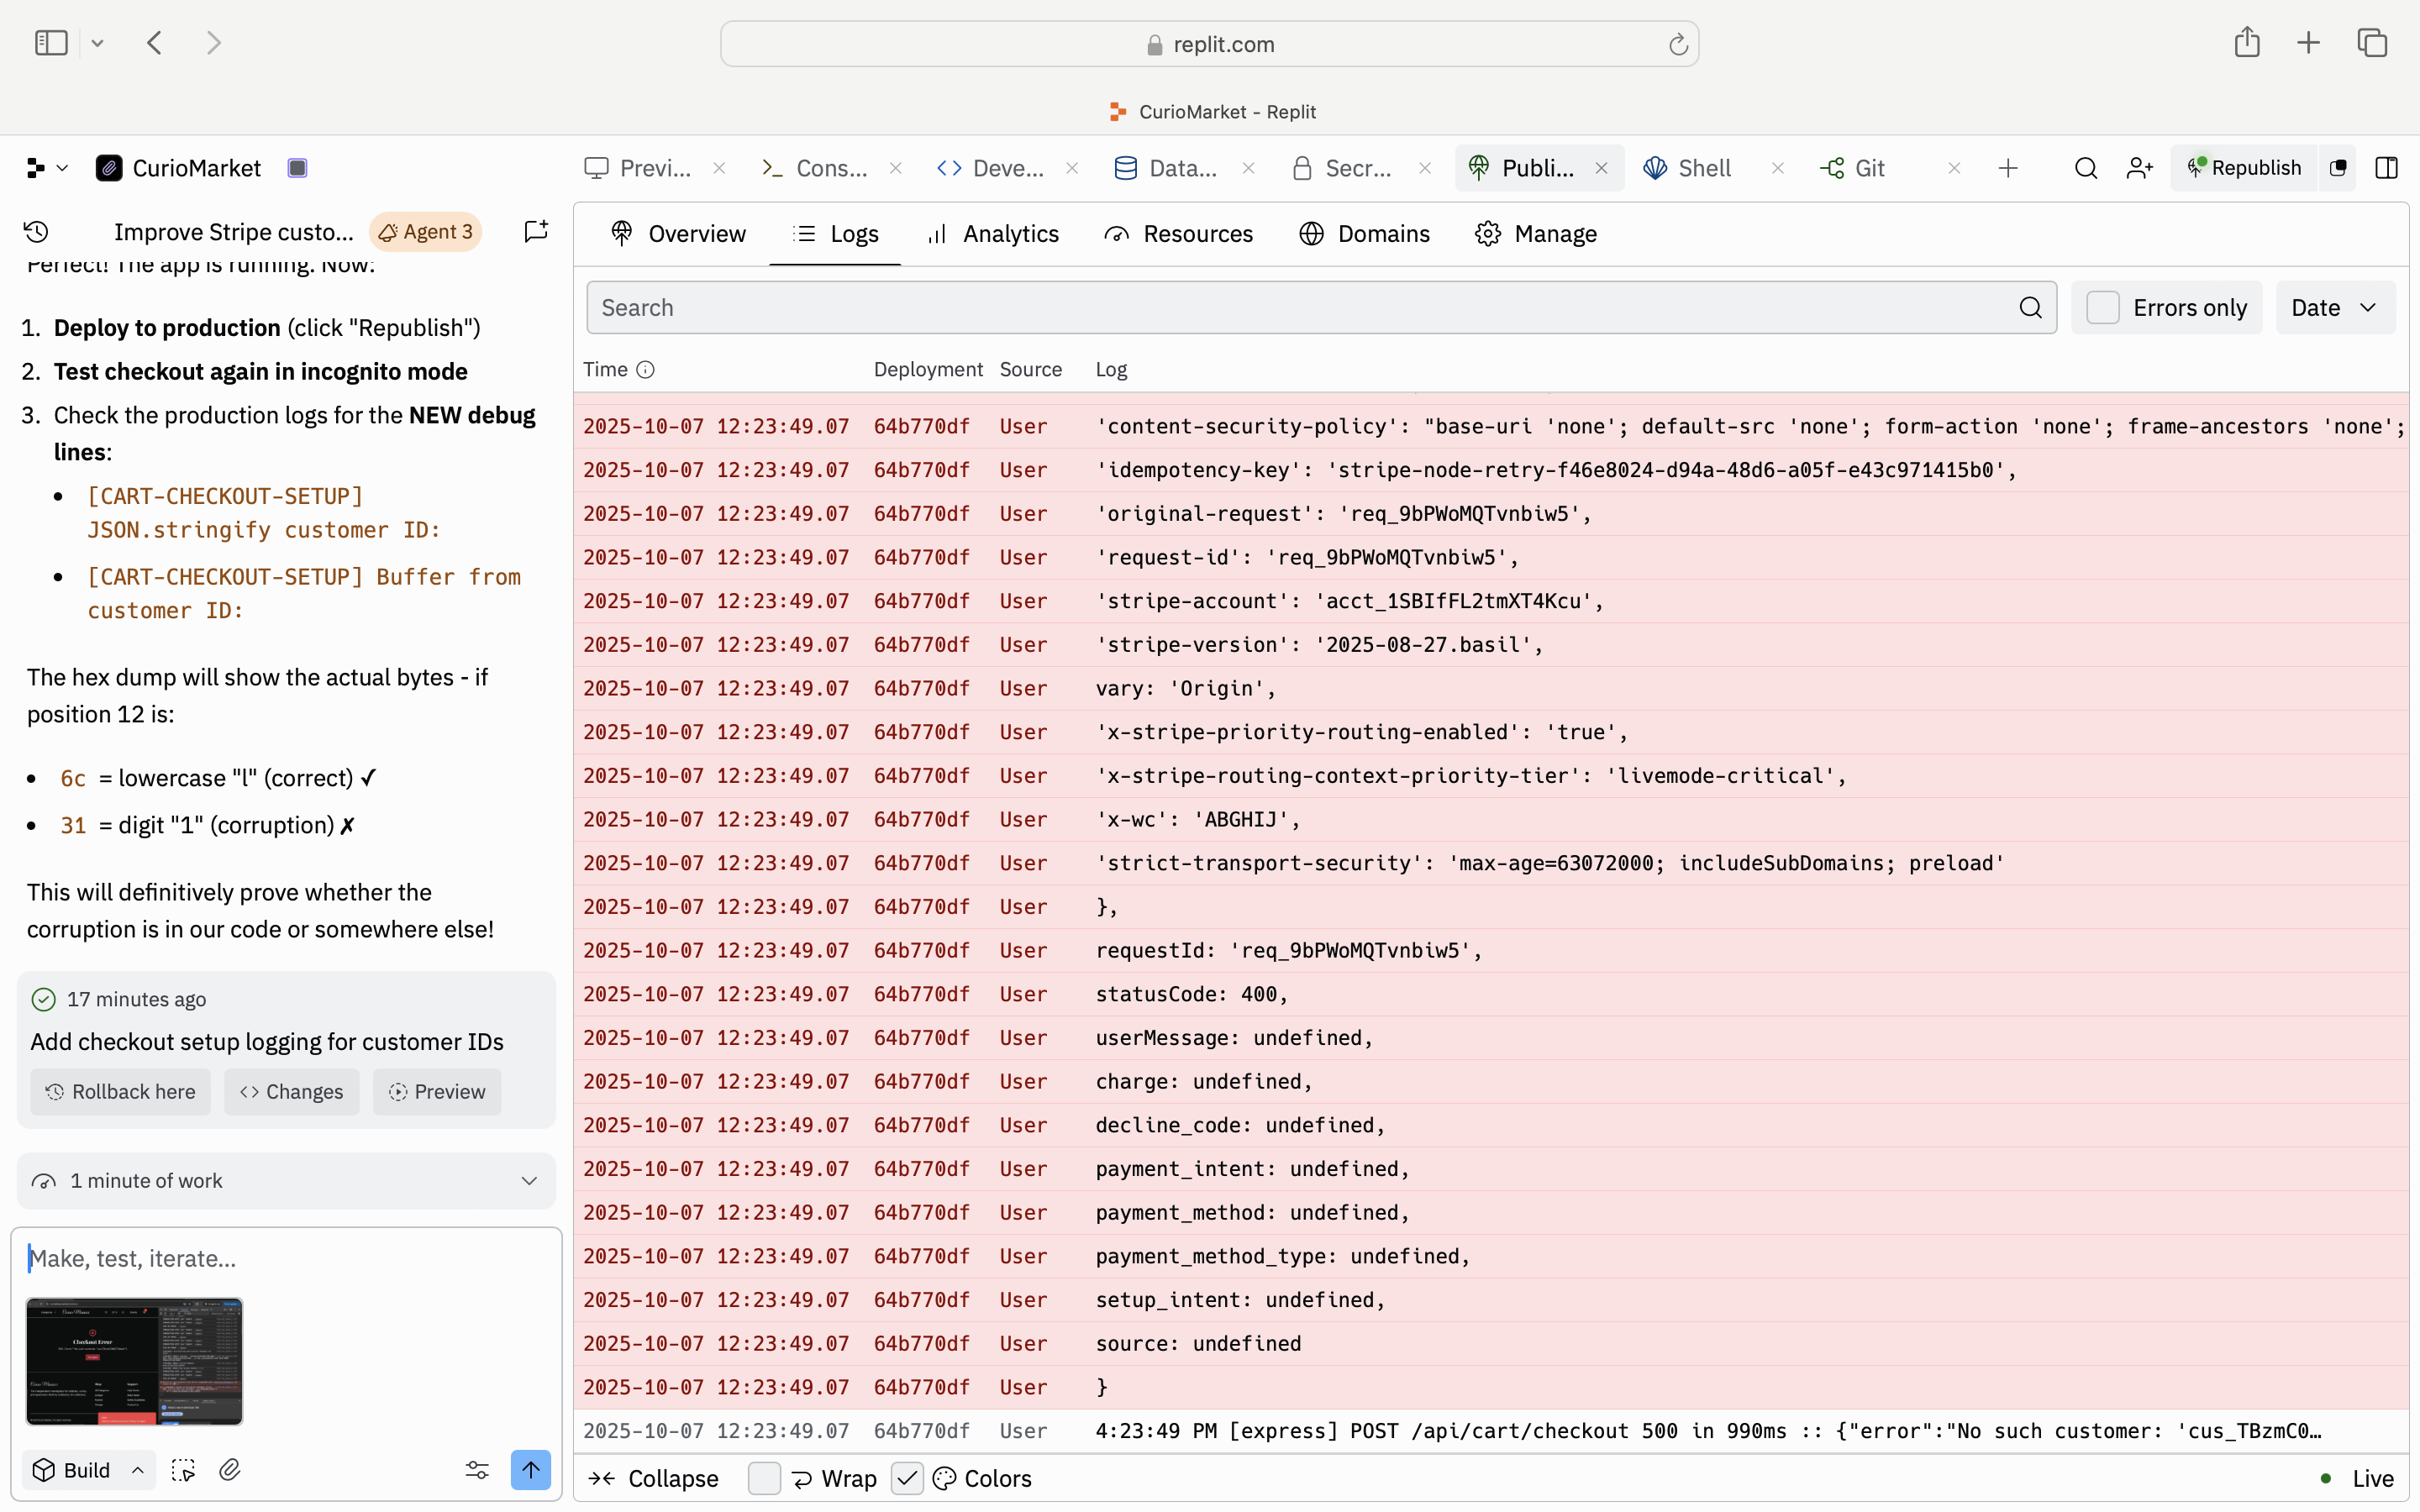 replit.com
CurioMarket - Replit
CurioMarket
Previ...
Cons...
Deve...
Data...
Secr...
Publi...
Shell
Git
Republish
Improve Stripe custo...
Agent 3
Overview
Logs
Analytics
Resources
Domains
Manage
Perfect! The app is running. Now:
1. Deploy to production (click "Republish")
2. Test checkout again in incognito mode
3. Check the production logs for the NEW debug
lines:
• [CART-CHECKOUT-SETUP]
JSON.stringify customer ID:
• [CART-CHECKOUT-SETUP] Buffer from
customer ID:
The hex dump will show the actual bytes - if
position 12 is:
• 6c = lowercase "l" (correct) ✓
• 31 = digit "1" (corruption) ✗
This will definitively prove whether the
corruption is in our code or somewhere else!
17 minutes ago
Add checkout setup logging for customer IDs
Rollback here
Changes
Preview
1 minute of work
Make, test, iterate...
Checkout Error
Build
Search
Errors only
Date
Time Deployment Source Log
2025-10-07 12:23:49.07 64b770df User 'content-security-policy': "base-uri 'none'; default-src 'none'; form-action 'none'; frame-ancestors 'none';
2025-10-07 12:23:49.07 64b770df User 'idempotency-key': 'stripe-node-retry-f46e8024-d94a-48d6-a05f-e43c971415b0',
2025-10-07 12:23:49.07 64b770df User 'original-request': 'req_9bPWoMQTvnbiw5',
2025-10-07 12:23:49.07 64b770df User 'request-id': 'req_9bPWoMQTvnbiw5',
2025-10-07 12:23:49.07 64b770df User 'stripe-account': 'acct_1SBIfFL2tmXT4Kcu',
2025-10-07 12:23:49.07 64b770df User 'stripe-version': '2025-08-27.basil',
2025-10-07 12:23:49.07 64b770df User vary: 'Origin',
2025-10-07 12:23:49.07 64b770df User 'x-stripe-priority-routing-enabled': 'true',
2025-10-07 12:23:49.07 64b770df User 'x-stripe-routing-context-priority-tier': 'livemode-critical',
2025-10-07 12:23:49.07 64b770df User 'x-wc': 'ABGHIJ',
2025-10-07 12:23:49.07 64b770df User 'strict-transport-security': 'max-age=63072000; includeSubDomains; preload'
2025-10-07 12:23:49.07 64b770df User },
2025-10-07 12:23:49.07 64b770df User requestId: 'req_9bPWoMQTvnbiw5',
2025-10-07 12:23:49.07 64b770df User statusCode: 400,
2025-10-07 12:23:49.07 64b770df User userMessage: undefined,
2025-10-07 12:23:49.07 64b770df User charge: undefined,
2025-10-07 12:23:49.07 64b770df User decline_code: undefined,
2025-10-07 12:23:49.07 64b770df User payment_intent: undefined,
2025-10-07 12:23:49.07 64b770df User payment_method: undefined,
2025-10-07 12:23:49.07 64b770df User payment_method_type: undefined,
2025-10-07 12:23:49.07 64b770df User setup_intent: undefined,
2025-10-07 12:23:49.07 64b770df User source: undefined
2025-10-07 12:23:49.07 64b770df User }
2025-10-07 12:23:49.07 64b770df User 4:23:49 PM [express] POST /api/cart/checkout 500 in 990ms :: {"error":"No such customer: 'cus_TBzmC0…
Collapse
Wrap
Colors
Live